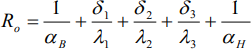 R_o = 1/α_B + δ_1/λ_1 + δ_2/λ_2 + δ_3/λ_3 + 1/α_H